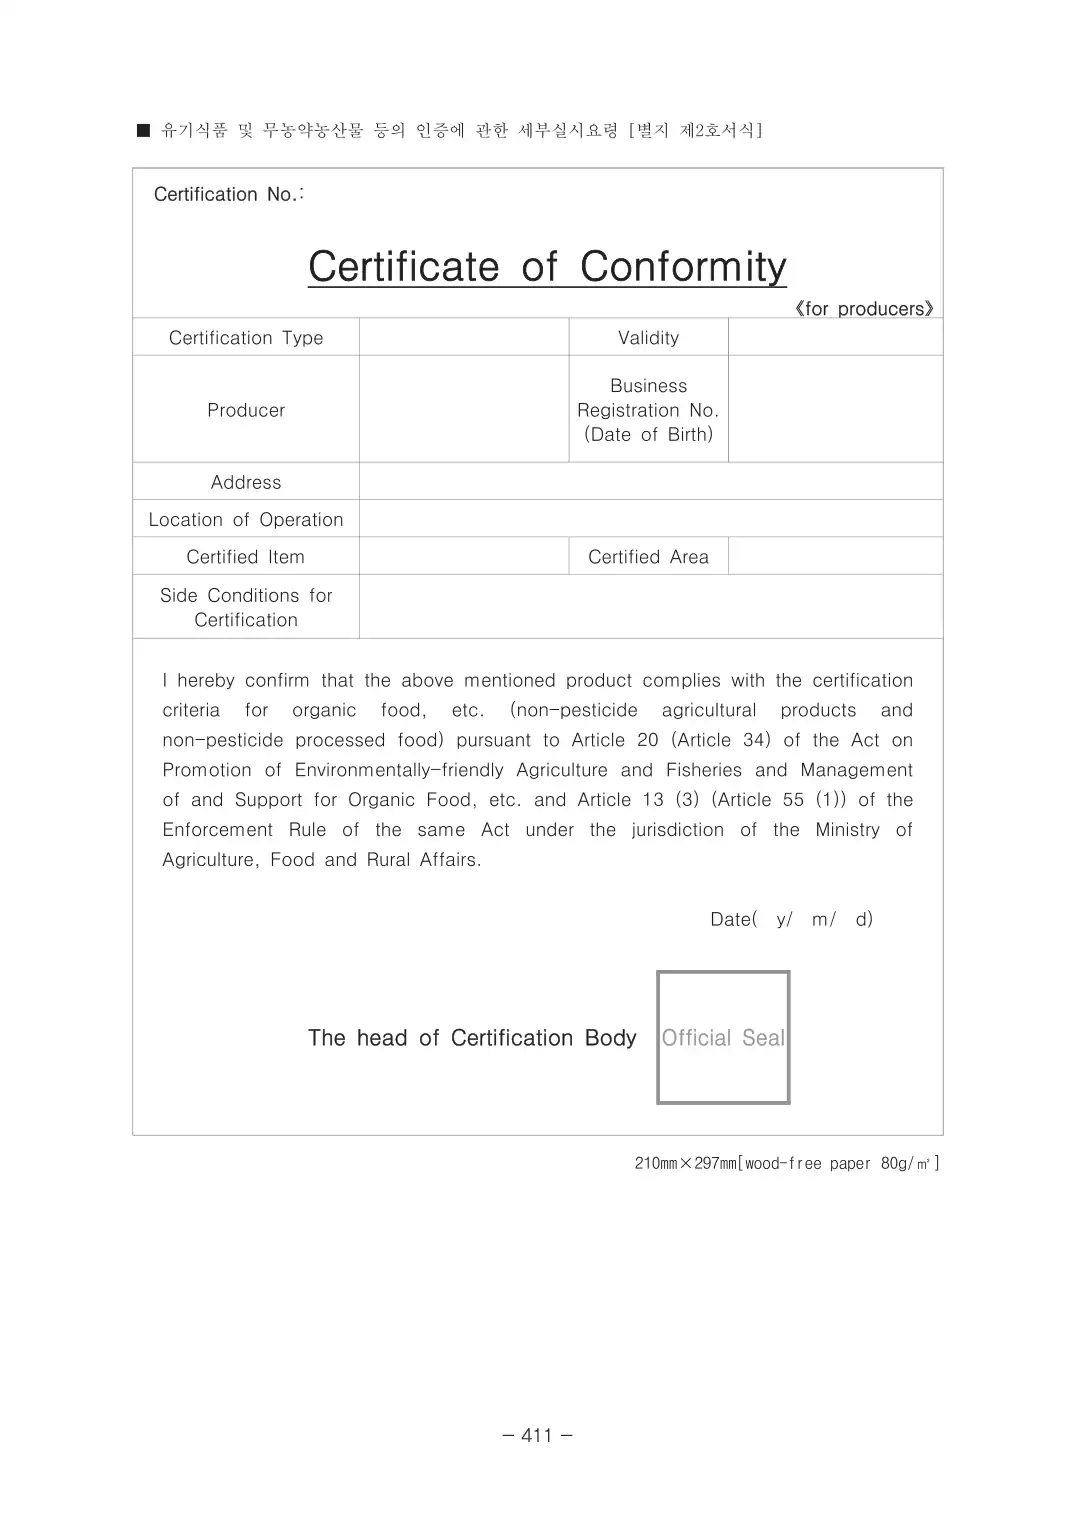 ■ 유기식품 및 무농약농산물 등의 인증에 관한 세부실시요령 [별지 제2호서식]
Certification No.:
Certificate of Conformity
《for producers》
Certification Type
Validity
Producer
Business
Registration No.
(Date of Birth)
Address
Location of Operation
Certified Item
Certified Area
Side Conditions for
Certification
I hereby confirm that the above mentioned product complies with the certification
criteria for organic food, etc. (non-pesticide agricultural products and
non-pesticide processed food) pursuant to Article 20 (Article 34) of the Act on
Promotion of Environmentally-friendly Agriculture and Fisheries and Management
of and Support for Organic Food, etc. and Article 13 (3) (Article 55 (1)) of the
Enforcement Rule of the same Act under the jurisdiction of the Ministry of
Agriculture, Food and Rural Affairs.
Date( y/ m/ d)
The head of Certification Body
Official Seal
210㎜×297㎜[wood-free paper 80g/㎡]
- 411 -